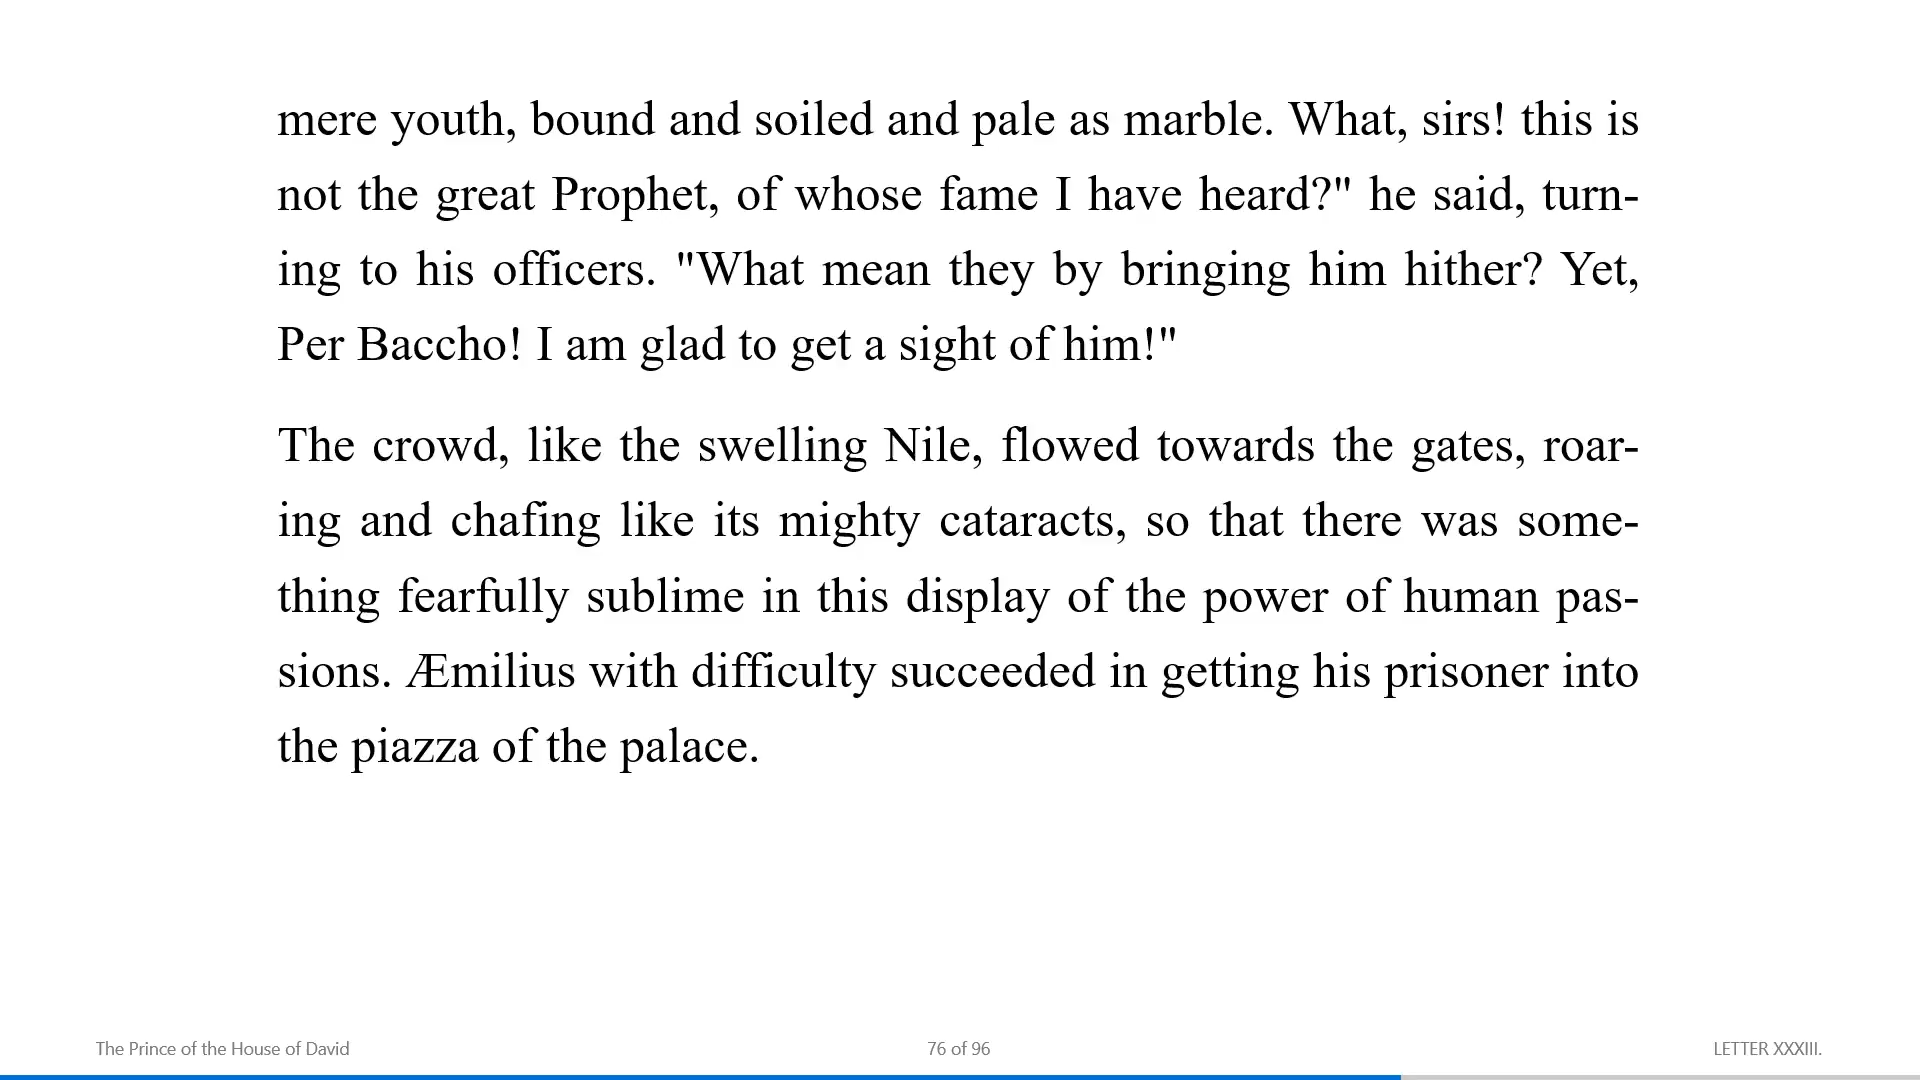 mere youth, bound and soiled and pale as marble. What, sirs! this is
not the great Prophet, of whose fame I have heard?" he said, turn-
ing to his officers. "What mean they by bringing him hither? Yet,
Per Baccho! I am glad to get a sight of him!"
The crowd, like the swelling Nile, flowed towards the gates, roar-
ing and chafing like its mighty cataracts, so that there was some-
thing fearfully sublime in this display of the power of human pas-
sions. Æmilius with difficulty succeeded in getting his prisoner into
the piazza of the palace.
The Prince of the House of David
76 of 96
LETTER XXXIII.